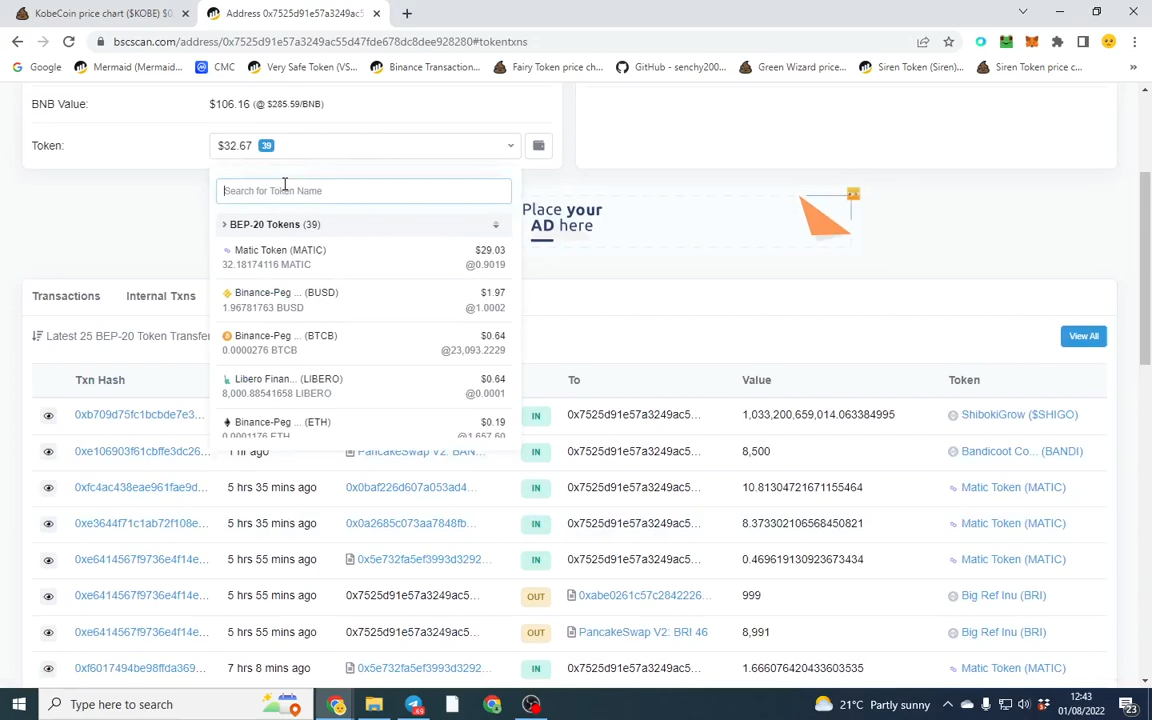 KobeCoin price chart ($KOBE) $0
Address 0x7525d91e57a3249ac5
bscscan.com/address/0x7525d91e57a3249ac55d47fde678dc8dee928280#tokentxns
Google
Mermaid (Mermaid...
CMC
Very Safe Token (VS...
Binance Transaction...
Fairy Token price ch...
GitHub - senchy200...
Green Wizard price...
Siren Token (Siren)...
Siren Token price c...
BNB Value:
$106.16 (@ $285.59/BNB)
Token:
$32.67 39
Search for Token Name
BEP-20 Tokens (39)
Matic Token (MATIC) $29.03
32.18174116 MATIC @0.9019
Binance-Peg ... (BUSD) $1.97
1.96781763 BUSD @1.0002
Binance-Peg ... (BTCB) $0.64
0.0000276 BTCB @23,093.2229
Libero Finan... (LIBERO) $0.64
8,000.88541658 LIBERO @0.0001
Binance-Peg ... (ETH) $0.19
0.0001176 ETH @1,657.60
Place your
AD here
Transactions Internal Txns
Latest 25 BEP-20 Token Transfer
View All
Txn Hash To Value Token
0xb709d75fc1bcbde7e3... IN 0x7525d91e57a3249ac5... 1,033,200,659,014.063384995 ShibokiGrow ($SHIGO)
0xe106903f61cbffe3dc26... 1 hr ago PancakeSwap V2: BAN... IN 0x7525d91e57a3249ac5... 8,500 Bandicoot Co... (BANDI)
0xfc4ac438eae961fae9d... 5 hrs 35 mins ago 0x0baf226d607a053ad4... IN 0x7525d91e57a3249ac5... 10.81304721671155464 Matic Token (MATIC)
0xe3644f71c1ab72f108e... 5 hrs 55 mins ago 0x0a2685c073aa7848fb... IN 0x7525d91e57a3249ac5... 8.373302106568450821 Matic Token (MATIC)
0xe6414567f9736e4f14e... 5 hrs 55 mins ago 0x5e732fa5ef3993d3292... IN 0x7525d91e57a3249ac5... 0.469619130923673434 Matic Token (MATIC)
0xe6414567f9736e4f14e... 5 hrs 55 mins ago 0x7525d91e57a3249ac5... OUT 0xabe0261c57c2842226... 999 Big Ref Inu (BRI)
0xe6414567f9736e4f14e... 5 hrs 55 mins ago 0x7525d91e57a3249ac5... OUT PancakeSwap V2: BRI 46 8,991 Big Ref Inu (BRI)
0xf6017494be98ffda369... 7 hrs 8 mins ago 0x5e732fa5ef3993d3292... IN 0x7525d91e57a3249ac5... 1.666076420433603535 Matic Token (MATIC)
Type here to search
21°C Partly sunny
12:43
01/08/2022
23